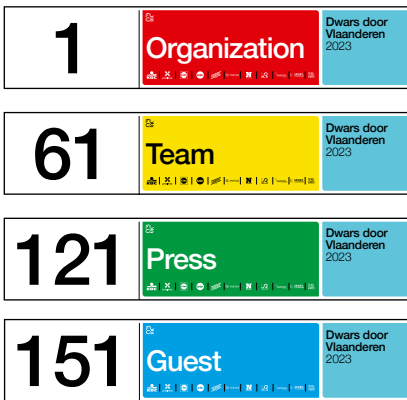 1
Organization
Dwars door
Vlaanderen
2023
61
Team
Dwars door
Vlaanderen
2023
121
Press
Dwars door
Vlaanderen
2023
151
Guest
Dwars door
Vlaanderen
2023